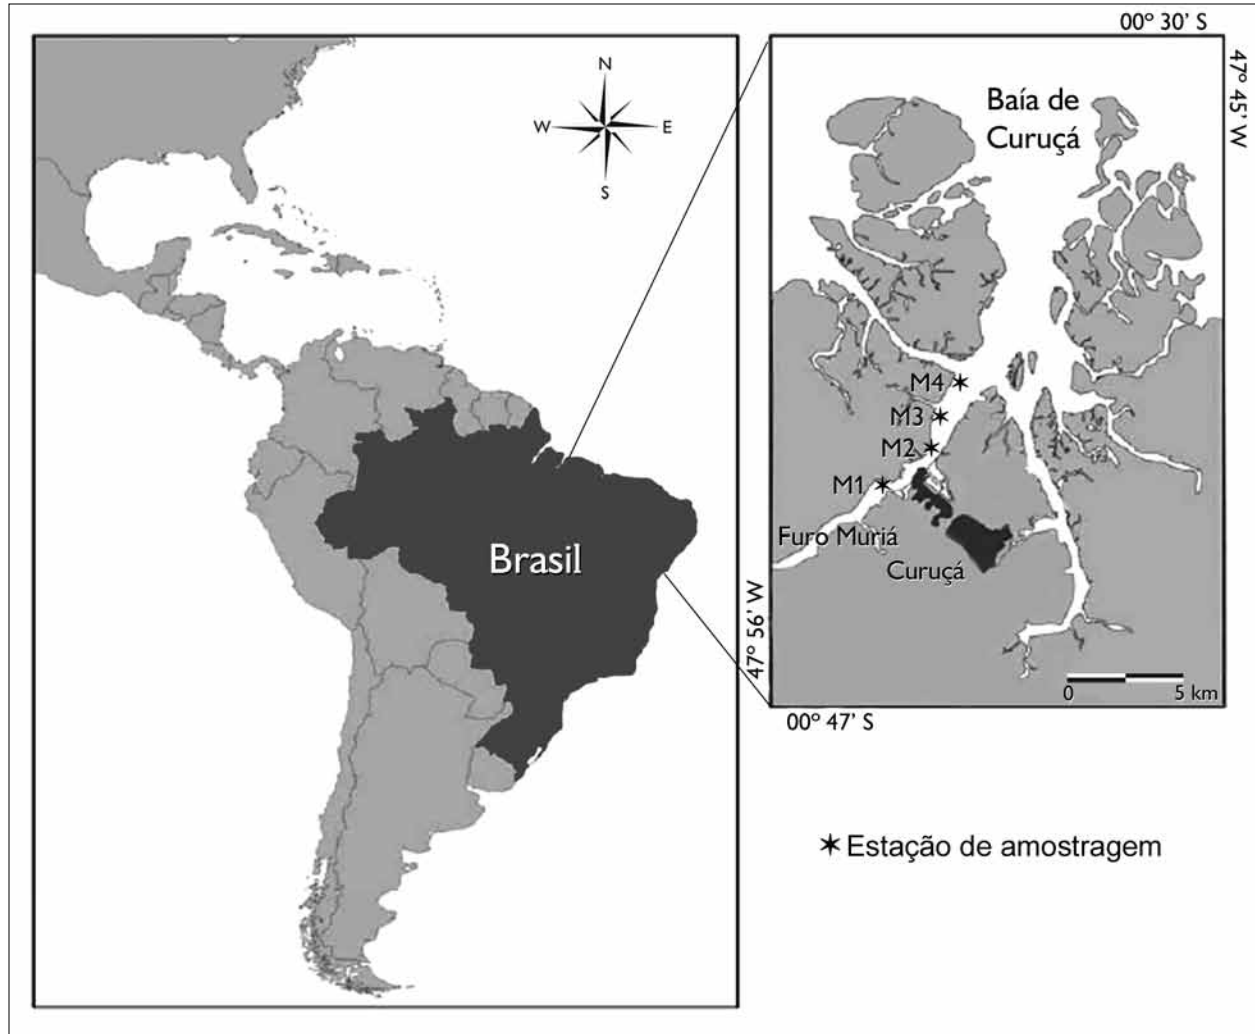 N
W
E
S
Brasil
00° 30' S
47° 45' W
Baía de
Curuçá
M4
M3
M2
M1
Furo Muriá
Curuçá
0
5 km
47° 56' W
00° 47' S
Estação de amostragem